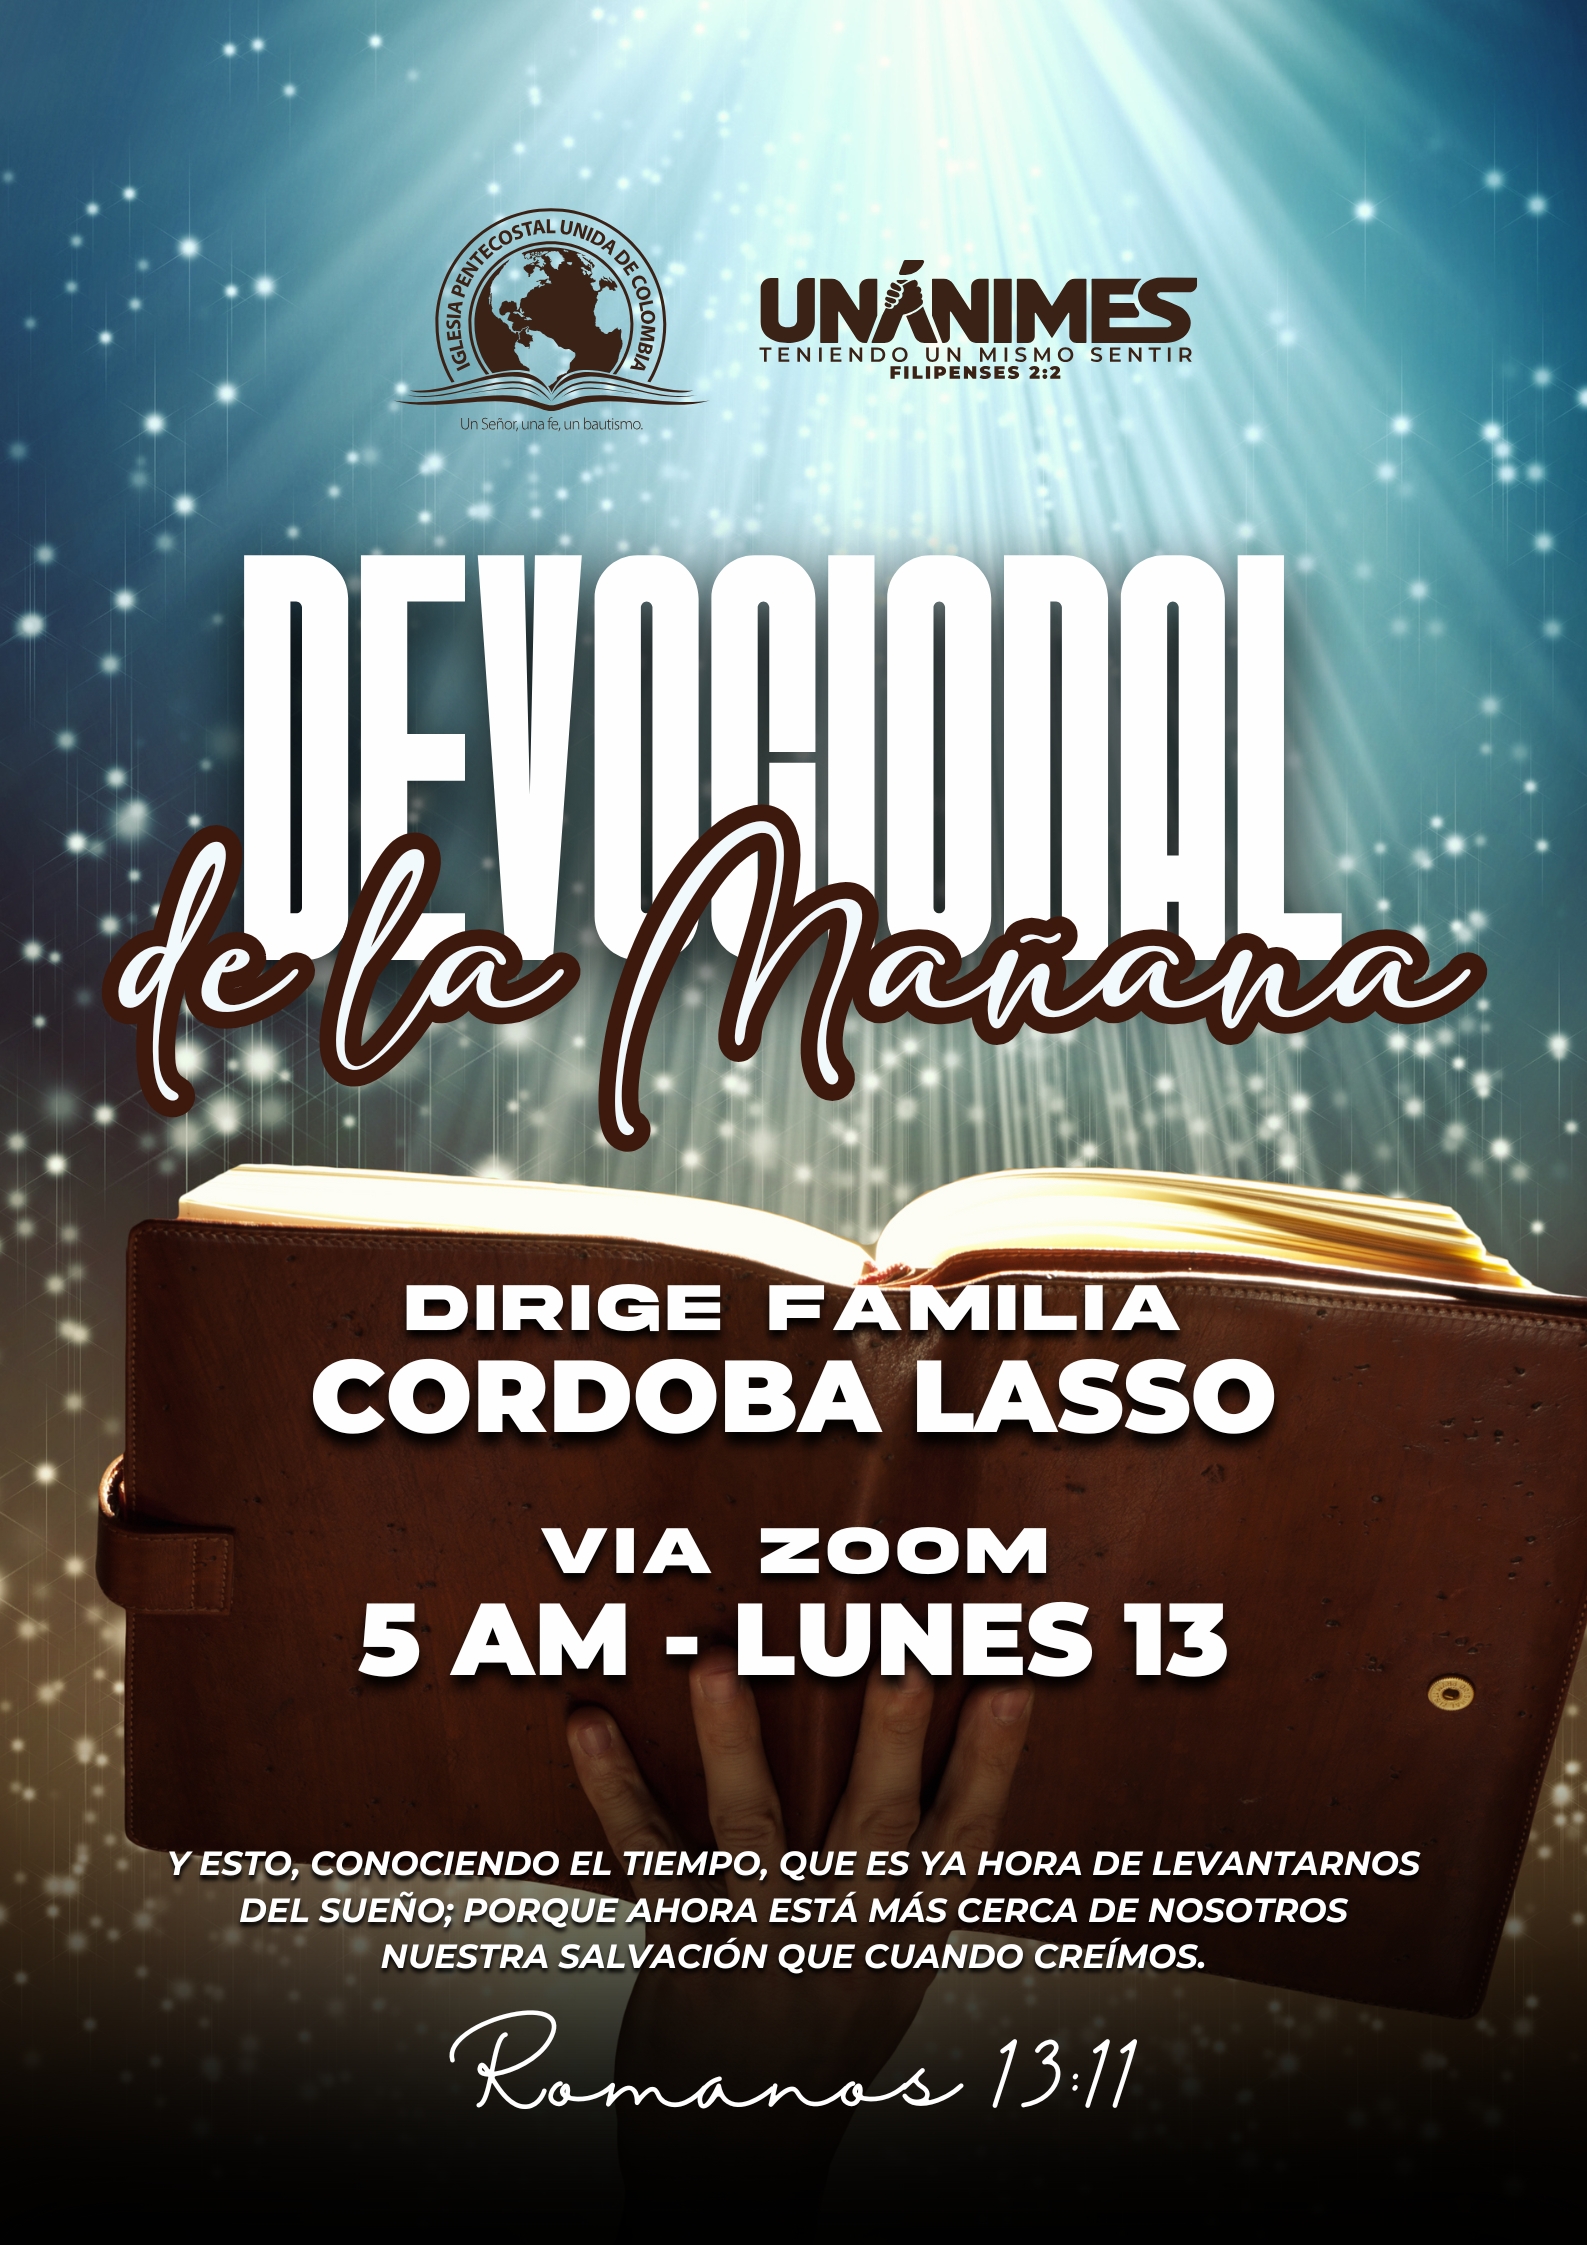 IGLESIA PENTECOSTAL UNIDA DE COLOMBIA
Un Señor, una fe, un bautismo.
UNÁNIMES
TENIENDO UN MISMO SENTIR
FILIPENSES 2:2
DEVOCIONAL
de la Mañana
DIRIGE FAMILIA
CORDOBA LASSO
VIA ZOOM
5 AM - LUNES 13
Y ESTO, CONOCIENDO EL TIEMPO, QUE ES YA HORA DE LEVANTARNOS
DEL SUEÑO; PORQUE AHORA ESTÁ MÁS CERCA DE NOSOTROS
NUESTRA SALVACIÓN QUE CUANDO CREÍMOS.
Romanos 13:11